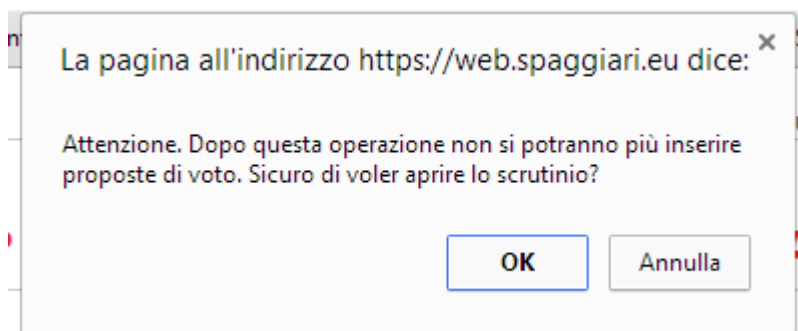 La pagina all'indirizzo https://web.spaggiari.eu dice:
Attenzione. Dopo questa operazione non si potranno più inserire
proposte di voto. Sicuro di voler aprire lo scrutinio?
OK Annulla